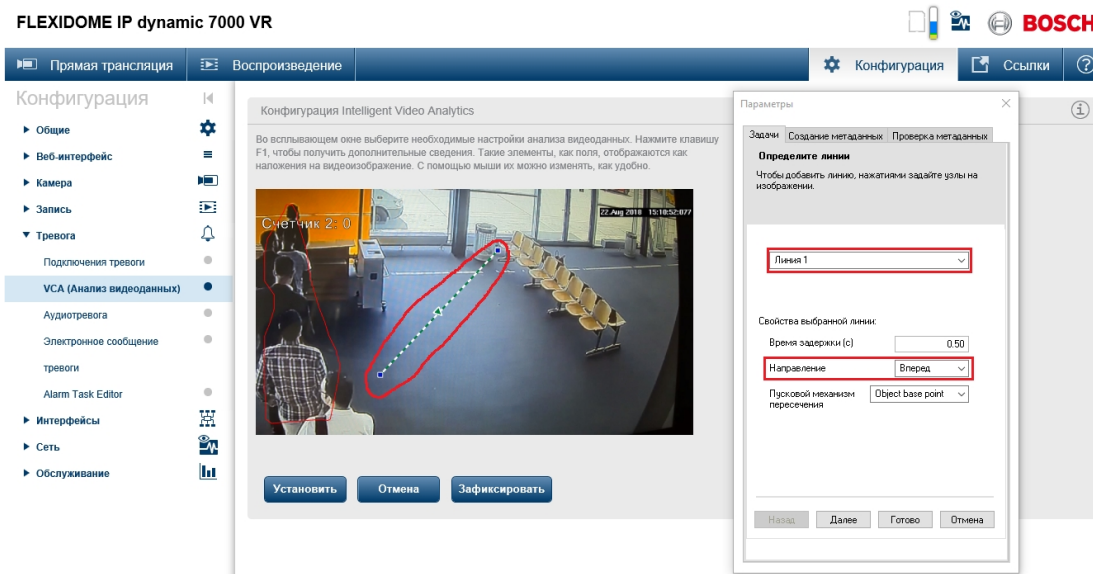 FLEXIDOME IP dynamic 7000 VR
BOSCH
Прямая трансляция
Воспроизведение
Конфигурация
Ссылки
Конфигурация
Общие
Веб-интерфейс
Камера
Запись
Тревога
Подключения тревоги
VCA (Анализ видеоданных)
Аудиотревога
Электронное сообщение
тревоги
Alarm Task Editor
Интерфейсы
Сеть
Обслуживание
Конфигурация Intelligent Video Analytics
Во всплывающем окне выберите необходимые настройки анализа видеоданных. Нажмите клавишу
F1, чтобы получить дополнительные сведения. Такие элементы, как поля, отображаются как
наложения на видеоизображение. С помощью мыши их можно изменять, как удобно.
Счетчик 2: 0
22.Aug 2018 15:10:52:077
Установить
Отмена
Зафиксировать
Параметры
Задачи
Создание метаданных
Проверка метаданных
Определите линии
Чтобы добавить линию, нажатиями задайте узлы на
изображении.
Линия 1
Свойства выбранной линии:
Время задержки (с)
0.50
Направление
Вперед
Пусковой механизм
пересечения
Object base point
Назад
Далее
Готово
Отмена